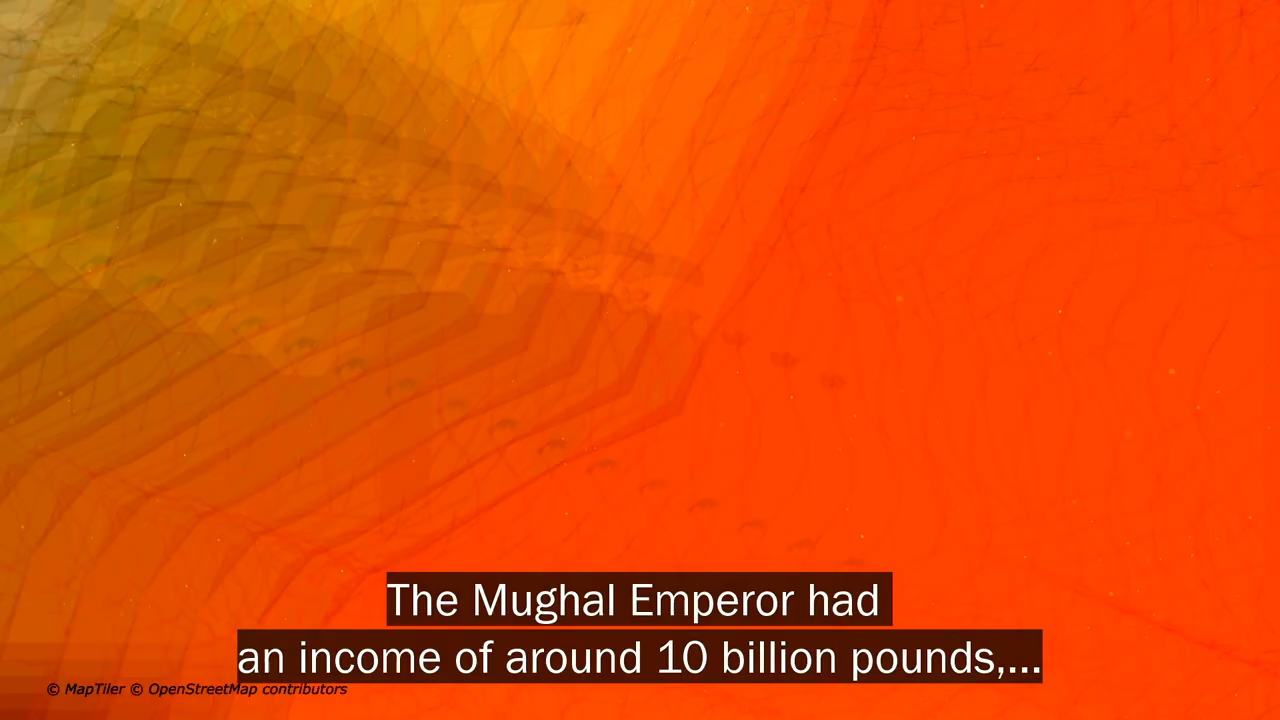 The Mughal Emperor had
an income of around 10 billion pounds,...
© MapTiler © OpenStreetMap contributors